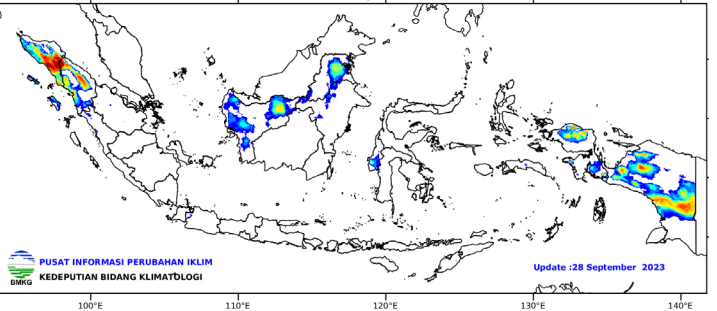 PUSAT INFORMASI PERUBAHAN IKLIM
KEDEPUTIAN BIDANG KLIMATOLOGI
BMKG
Update :28 September 2023
100°E 110°E 120°E 130°E 140°E